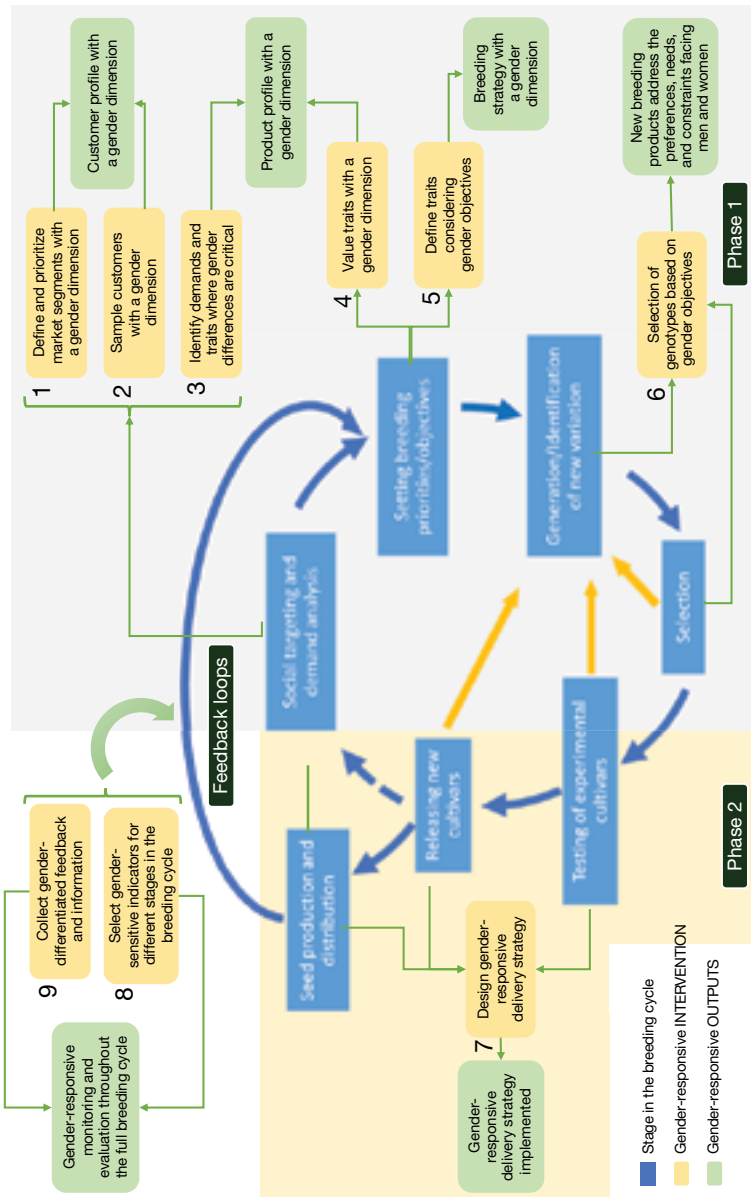 Gender-responsive
monitoring and
evaluation throughout
the full breeding cycle
9
Collect gender-
differentiated feedback
and information
8
Select gender-
sensitive indicators for
different stages in the
breeding cycle
Feedback loops
1
Define and prioritize
market segments with
a gender dimension
2
Sample customers
with a gender
dimension
Customer profile with
a gender dimension
3
Identify demands and
traits where gender
differences are critical
Product profile with a
gender dimension
4
Value traits with a
gender dimension
5
Define traits
considering
gender objectives
Breeding
strategy with
a gender
dimension
Seed production and
distribution
Social targeting and
demand analysis
Setting breeding
priorities/objectives
Releasing new
cultivars
Generation/identification
of new variation
Testing of experimental
cultivars
Selection
6
Selection of
genotypes based on
gender objectives
New breeding
products address the
preferences, needs,
and constraints facing
men and women
7
Design gender-
responsive
delivery strategy
Gender-
responsive
delivery strategy
implemented
Phase 2
Phase 1
Stage in the breeding cycle
Gender-responsive INTERVENTION
Gender-responsive OUTPUTS